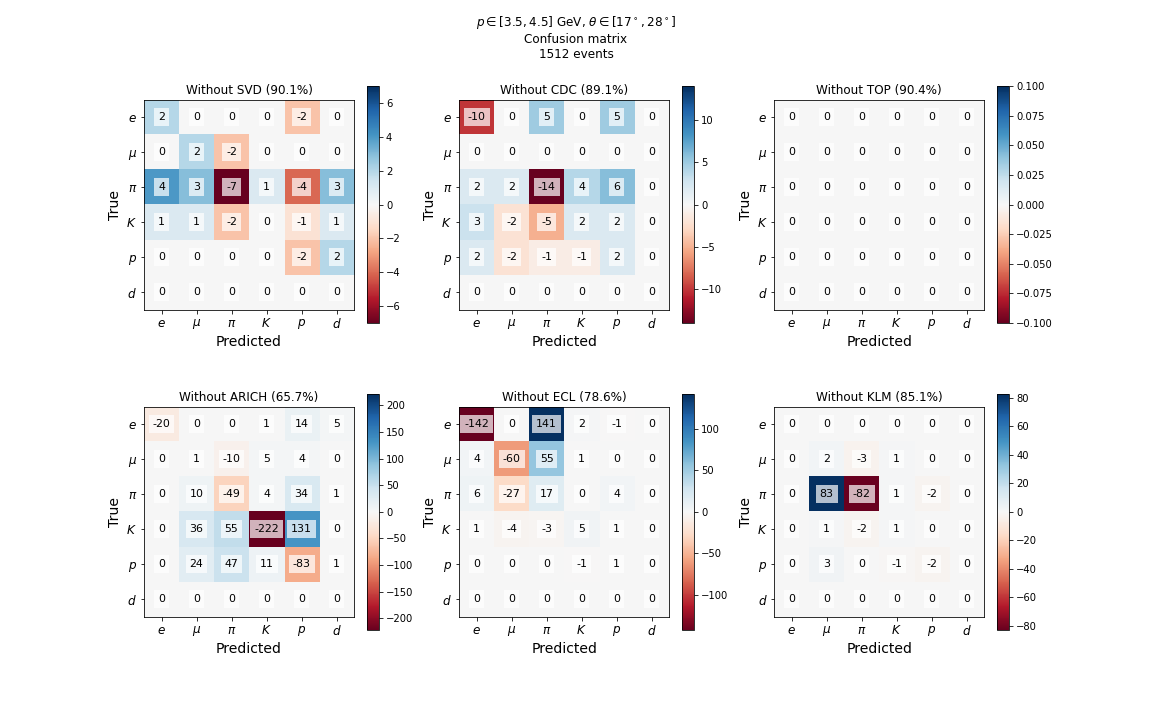 p ∈ [3.5, 4.5] GeV, θ ∈ [17°, 28°]
Confusion matrix
1512 events
Without SVD (90.1%)
True
e 2 0 0 0 -2 0
μ 0 2 -2 0 0 0
π 4 3 -7 1 -4 3
K 1 1 -2 0 -1 1
p 0 0 0 0 -2 2
d 0 0 0 0 0 0
e μ π K p d
Predicted
6
4
2
0
−2
−4
−6
Without CDC (89.1%)
True
e -10 0 5 0 5 0
μ 0 0 0 0 0 0
π 2 2 -14 4 6 0
K 3 -2 -5 2 2 0
p 2 -2 -1 -1 2 0
d 0 0 0 0 0 0
e μ π K p d
Predicted
10
5
0
−5
−10
Without TOP (90.4%)
True
e 0 0 0 0 0 0
μ 0 0 0 0 0 0
π 0 0 0 0 0 0
K 0 0 0 0 0 0
p 0 0 0 0 0 0
d 0 0 0 0 0 0
e μ π K p d
Predicted
0.100
0.075
0.050
0.025
0.000
−0.025
−0.050
−0.075
−0.100
Without ARICH (65.7%)
True
e -20 0 0 1 14 5
μ 0 1 -10 5 4 0
π 0 10 -49 4 34 1
K 0 36 55 -222 131 0
p 0 24 47 11 -83 1
d 0 0 0 0 0 0
e μ π K p d
Predicted
200
150
100
50
0
−50
−100
−150
−200
Without ECL (78.6%)
True
e -142 0 141 2 -1 0
μ 4 -60 55 1 0 0
π 6 -27 17 0 4 0
K 1 -4 -3 5 1 0
p 0 0 0 -1 1 0
d 0 0 0 0 0 0
e μ π K p d
Predicted
100
50
0
−50
−100
Without KLM (85.1%)
True
e 0 0 0 0 0 0
μ 0 2 -3 1 0 0
π 0 83 -82 1 -2 0
K 0 1 -2 1 0 0
p 0 3 0 -1 -2 0
d 0 0 0 0 0 0
e μ π K p d
Predicted
80
60
40
20
0
−20
−40
−60
−80